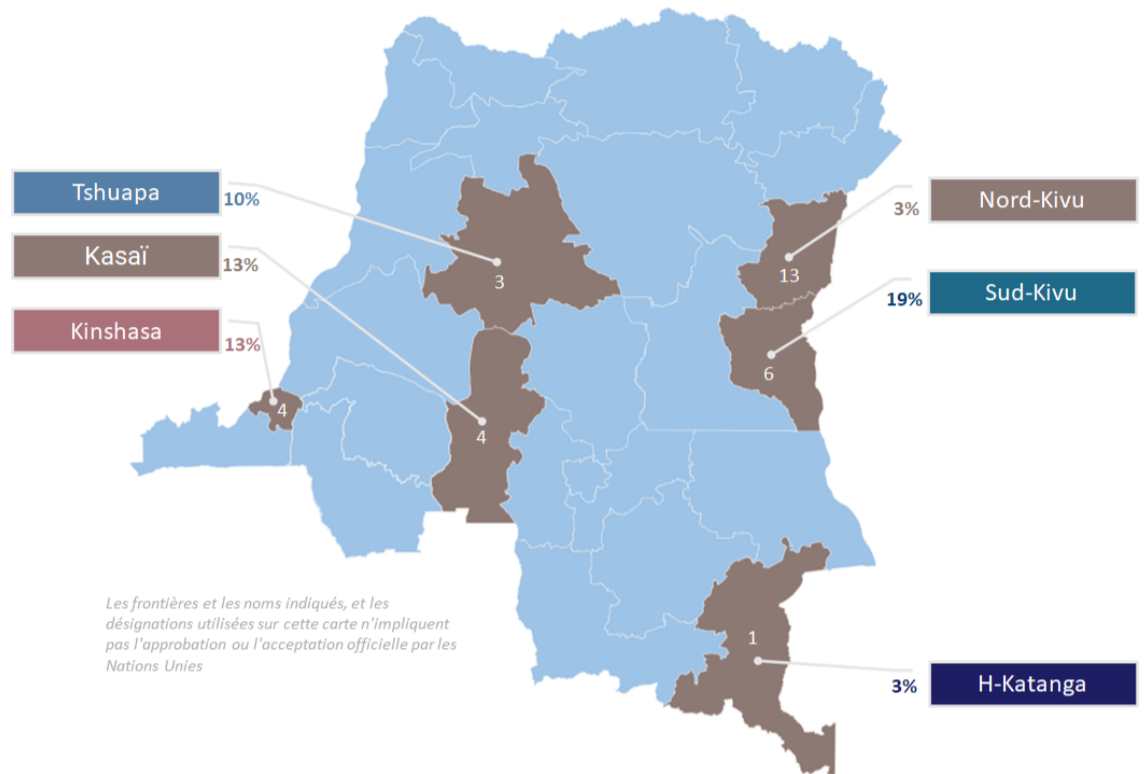 Tshuapa
10%
Kasaï
13%
Kinshasa
13%
Nord-Kivu
3%
Sud-Kivu
19%
H-Katanga
3%
3
13
6
4
4
1
Les frontières et les noms indiqués, et les
désignations utilisées sur cette carte n'impliquent
pas l'approbation ou l'acceptation officielle par les
Nations Unies